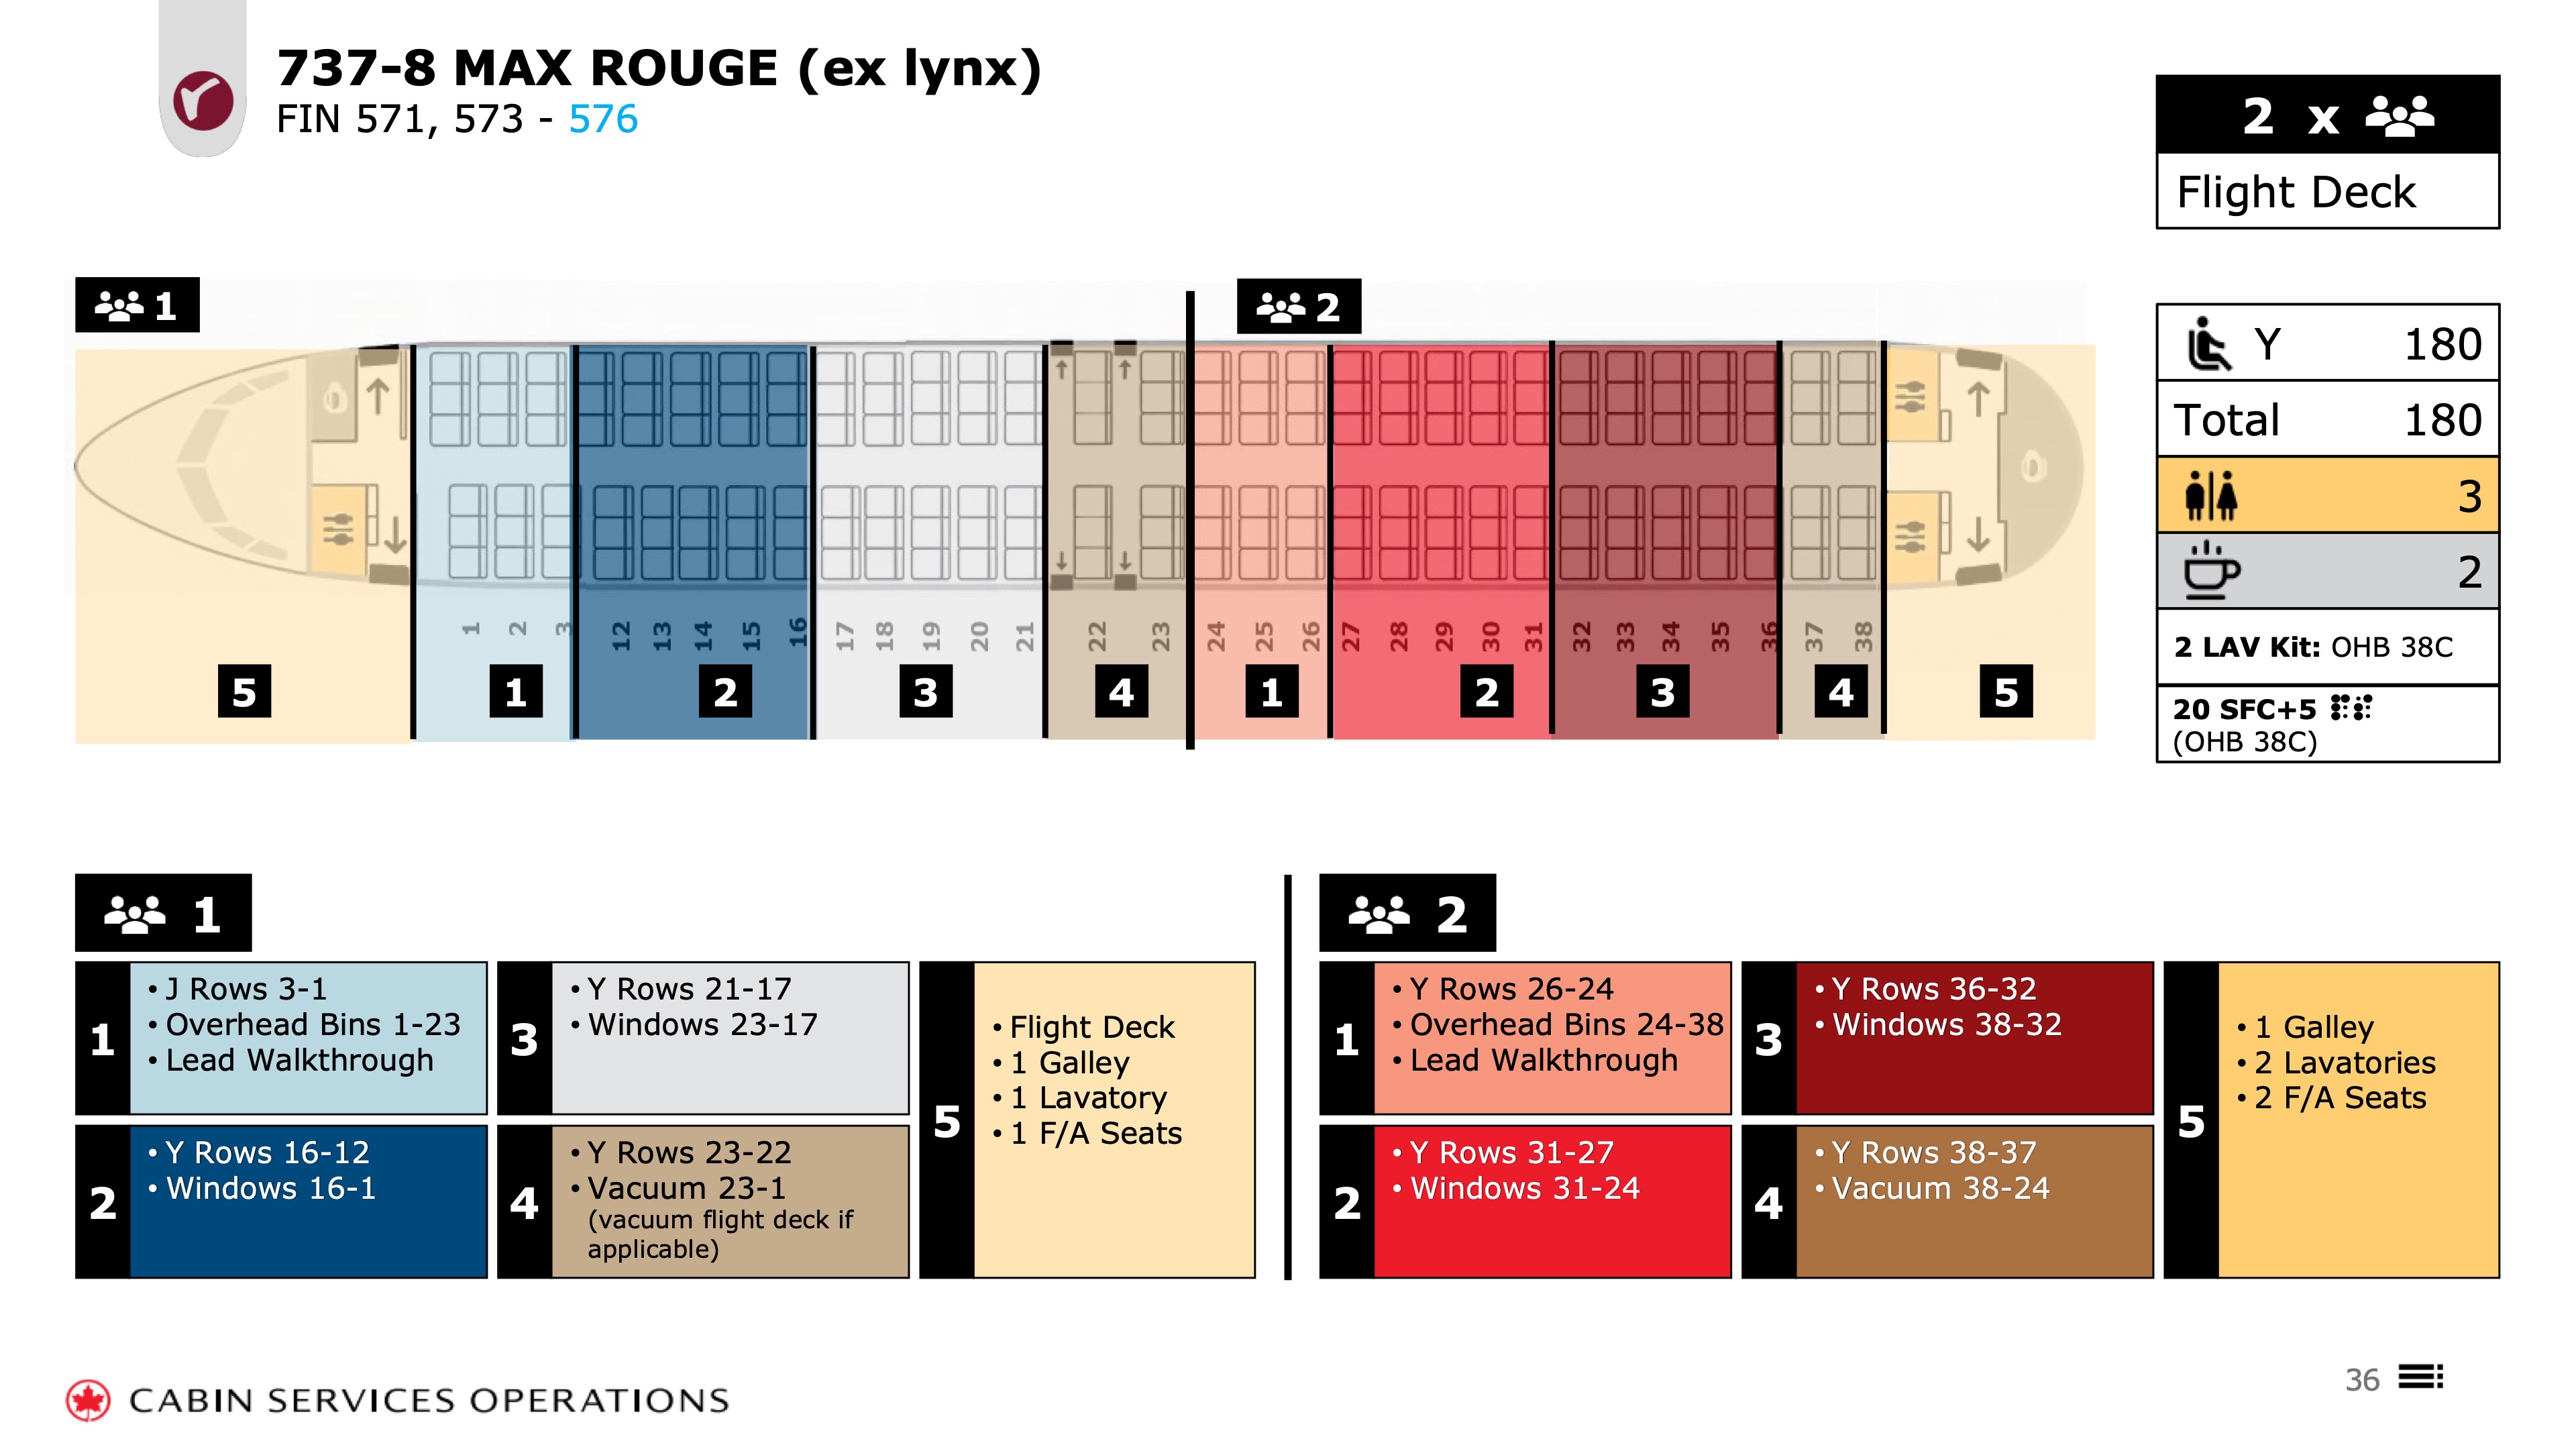 737-8 MAX ROUGE (ex lynx)
FIN 571, 573 - 576
2 x
Flight Deck
1
2
Y 180
Total 180
3
2
2 LAV Kit: OHB 38C
20 SFC+5
(OHB 38C)
1 2 3 12 13 14 15 16 17 18 19 20 21 22 23 24 25 26 27 28 29 30 31 32 33 34 35 36 37 38
5 1 2 3 4 1 2 3 4 5
1
1
• J Rows 3-1
• Overhead Bins 1-23
• Lead Walkthrough
2
• Y Rows 16-12
• Windows 16-1
3
• Y Rows 21-17
• Windows 23-17
4
• Y Rows 23-22
• Vacuum 23-1
(vacuum flight deck if
applicable)
5
• Flight Deck
• 1 Galley
• 1 Lavatory
• 1 F/A Seats
2
1
• Y Rows 26-24
• Overhead Bins 24-38
• Lead Walkthrough
2
• Y Rows 31-27
• Windows 31-24
3
• Y Rows 36-32
• Windows 38-32
4
• Y Rows 38-37
• Vacuum 38-24
5
• 1 Galley
• 2 Lavatories
• 2 F/A Seats
CABIN SERVICES OPERATIONS
36